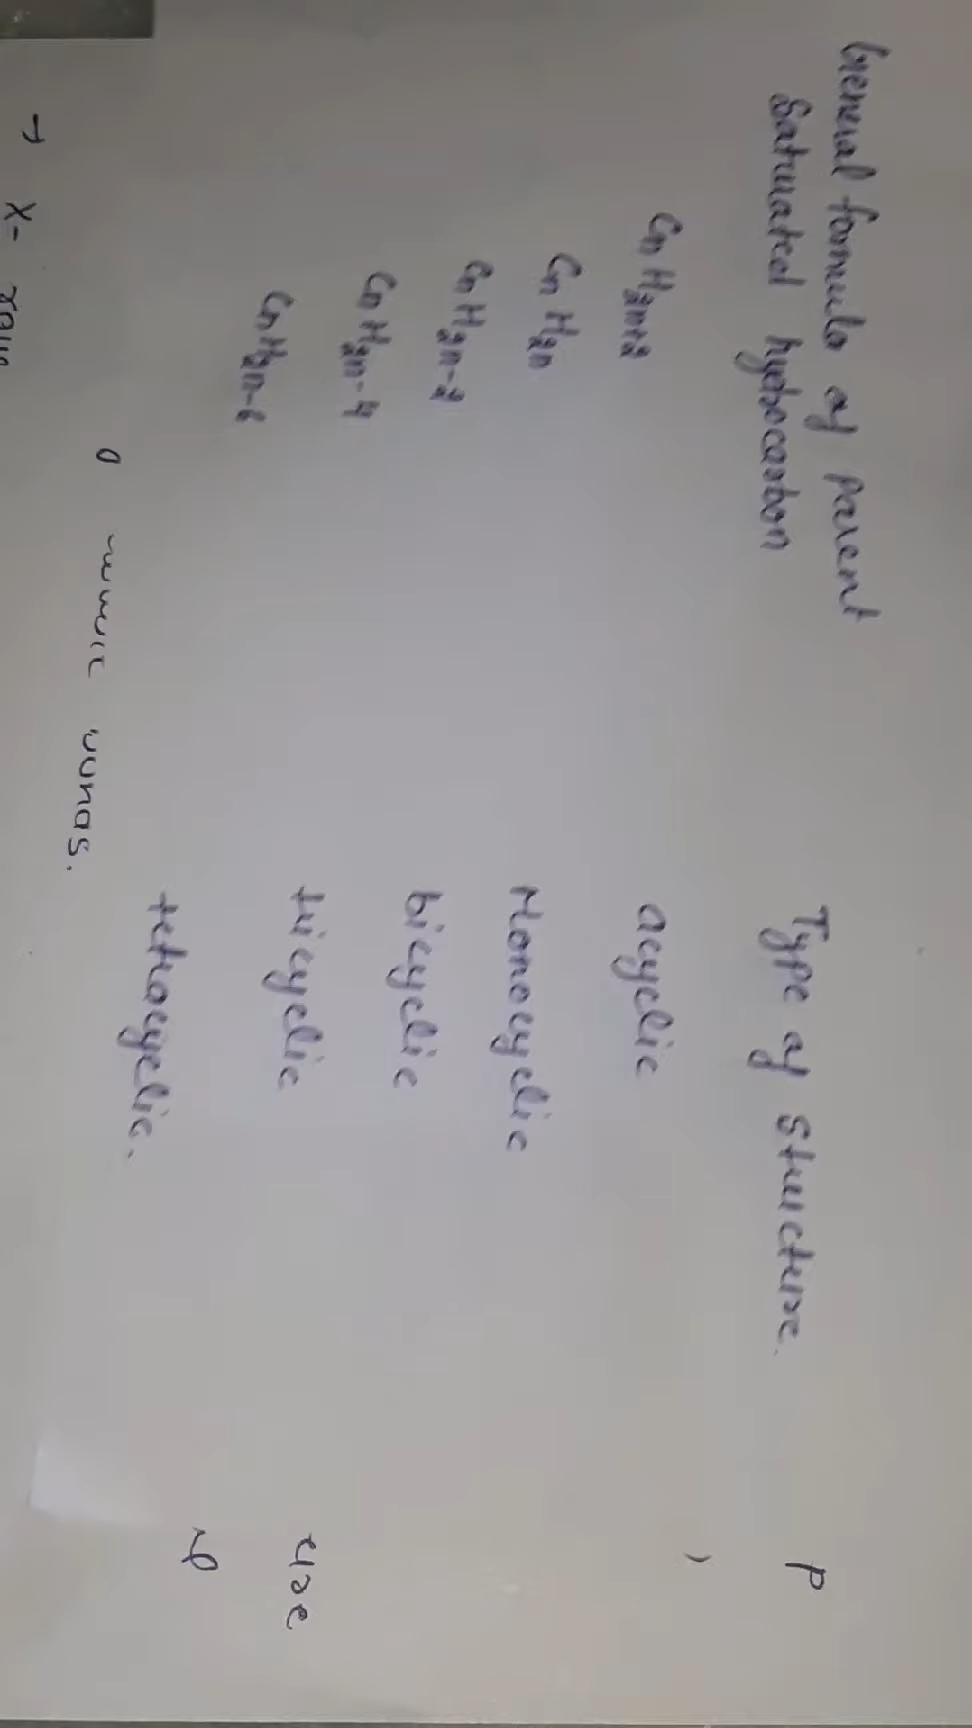 General formula of parent Type of structure.
saturated hydrocarbon
CnH2n+2 acyclic
CnH2n Monocyclic
CnH2n-2 bicyclic
CnH2n-4 tricyclic
CnH2n-6 tetracyclic.
→ X-